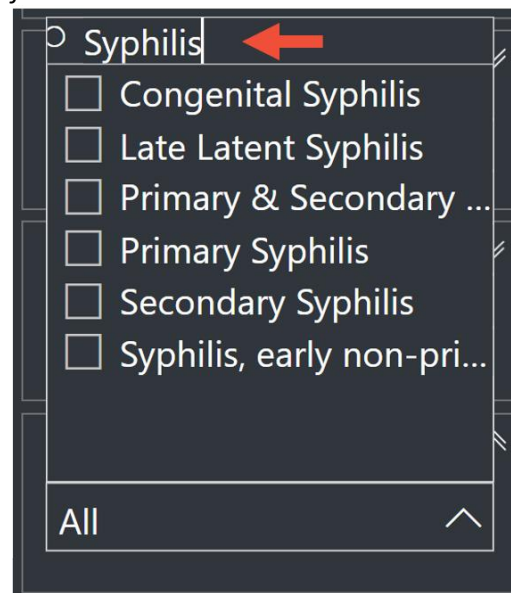 Syphilis
Congenital Syphilis
Late Latent Syphilis
Primary & Secondary ...
Primary Syphilis
Secondary Syphilis
Syphilis, early non-pri...
All